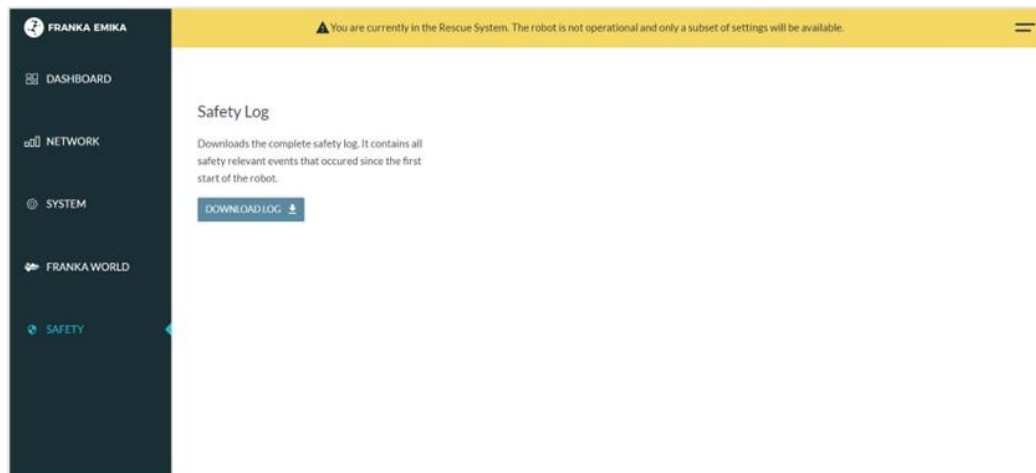 FRANKA EMIKA
You are currently in the Rescue System. The robot is not operational and only a subset of settings will be available.
DASHBOARD
NETWORK
SYSTEM
FRANKA WORLD
SAFETY
Safety Log
Downloads the complete safety log. It contains all
safety relevant events that occured since the first
start of the robot.
DOWNLOAD LOG